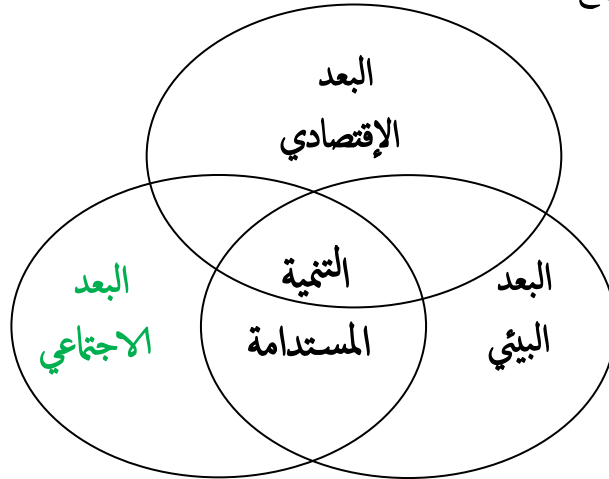 البعد
الإقتصادي
التنمية
المستدامة
البعد
البيئي
البعد
الاجتماعي